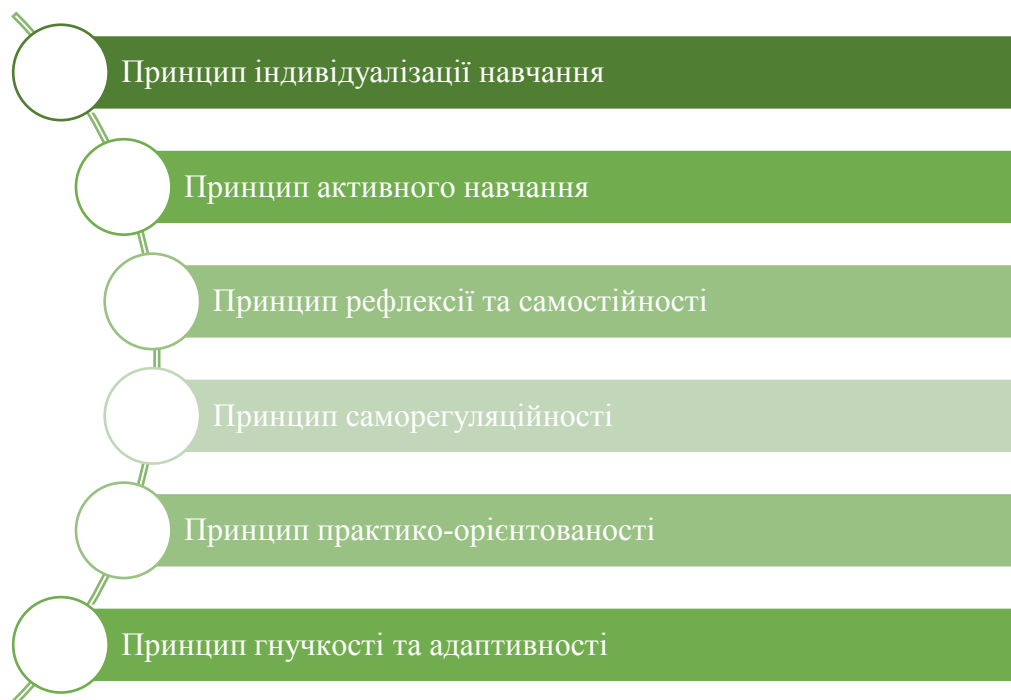 Принцип індивідуалізації навчання
Принцип активного навчання
Принцип рефлексії та самостійності
Принцип саморегуляційності
Принцип практико-орієнтованості
Принцип гнучкості та адаптивності